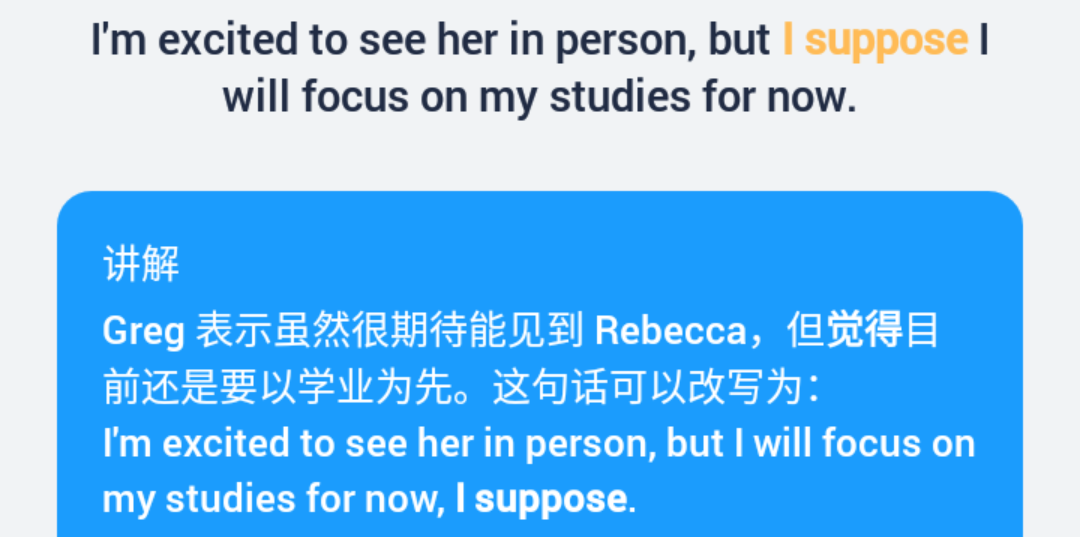 I'm excited to see her in person, but I suppose I
will focus on my studies for now.
讲解
Greg 表示虽然很期待能见到 Rebecca，但觉得目
前还是要以学业为先。这句话可以改写为：
I'm excited to see her in person, but I will focus on
my studies for now, I suppose.